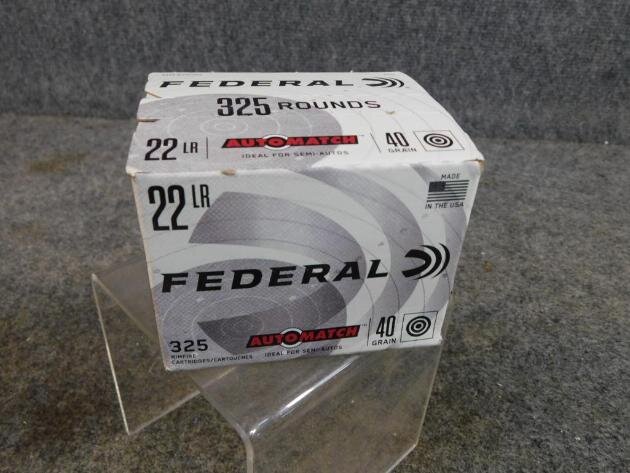 FEDERAL
325 ROUNDS
22 LR AUTOMATCH 40
IDEAL FOR SEMI-AUTOS GRAIN
MADE
IN THE USA
22 LR
FEDERAL
325 AUTOMATCH™ 40
RIMFIRE IDEAL FOR SEMI-AUTOS GRAIN
CARTRIDGES/CARTOUCHES